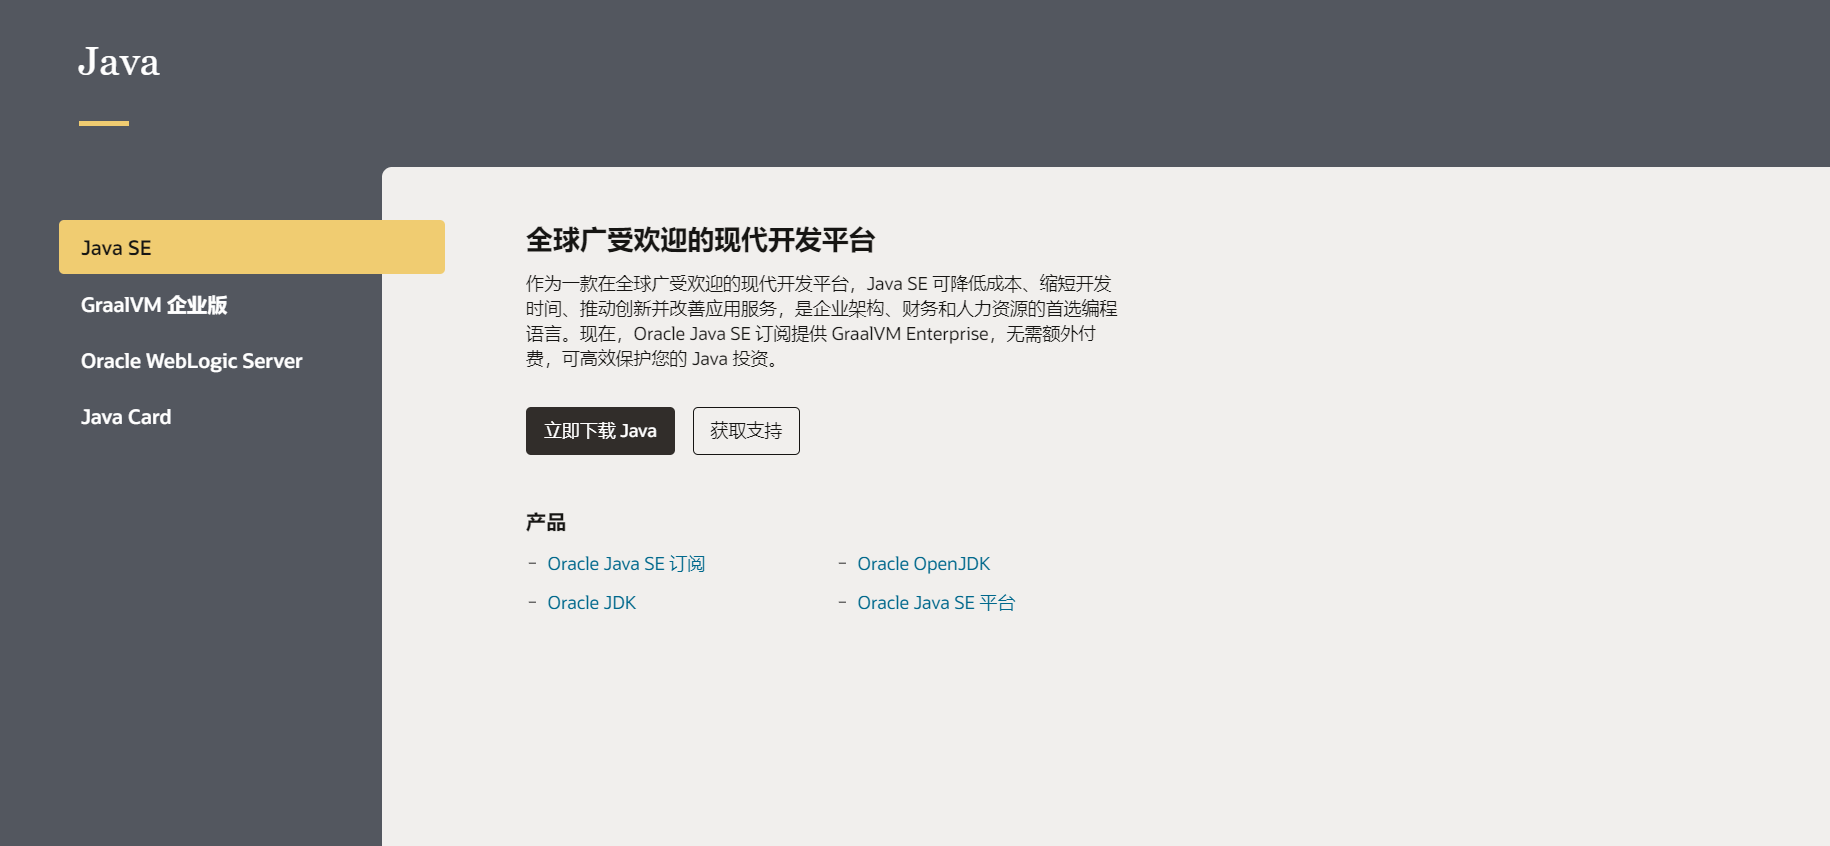 Java
Java SE
GraalVM 企业版
Oracle WebLogic Server
Java Card
全球广受欢迎的现代开发平台
作为一款在全球广受欢迎的现代开发平台，Java SE 可降低成本、缩短开发
时间、推动创新并改善应用服务，是企业架构、财务和人力资源的首选编程
语言。现在，Oracle Java SE 订阅提供 GraalVM Enterprise，无需额外付
费，可高效保护您的 Java 投资。
立即下载 Java
获取支持
产品
- Oracle Java SE 订阅
- Oracle OpenJDK
- Oracle JDK
- Oracle Java SE 平台